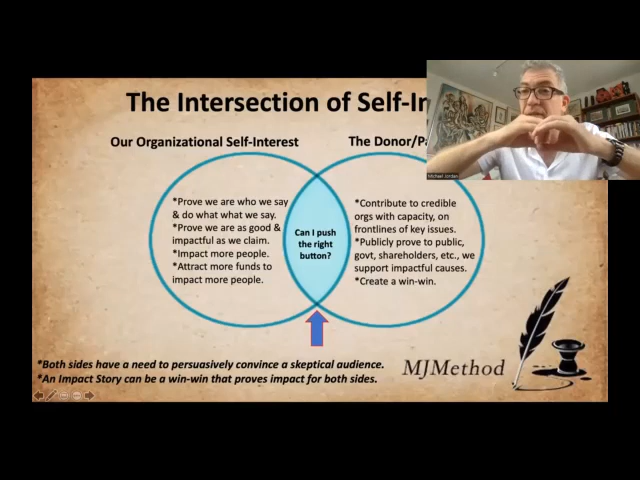 The Intersection of Self-In
Our Organizational Self-Interest
The Donor/Pa
*Prove we are who we say
& do what what we say.
*Prove we are as good &
impactful as we claim.
*Impact more people.
*Attract more funds to
impact more people.
Can I push
the right
button?
*Contribute to credible
orgs with capacity, on
frontlines of key issues.
*Publicly prove to public,
govt, shareholders, etc., we
support impactful causes.
*Create a win-win.
*Both sides have a need to persuasively convince a skeptical audience.
*An Impact Story can be a win-win that proves impact for both sides.
MJMethod
Michael Jordan